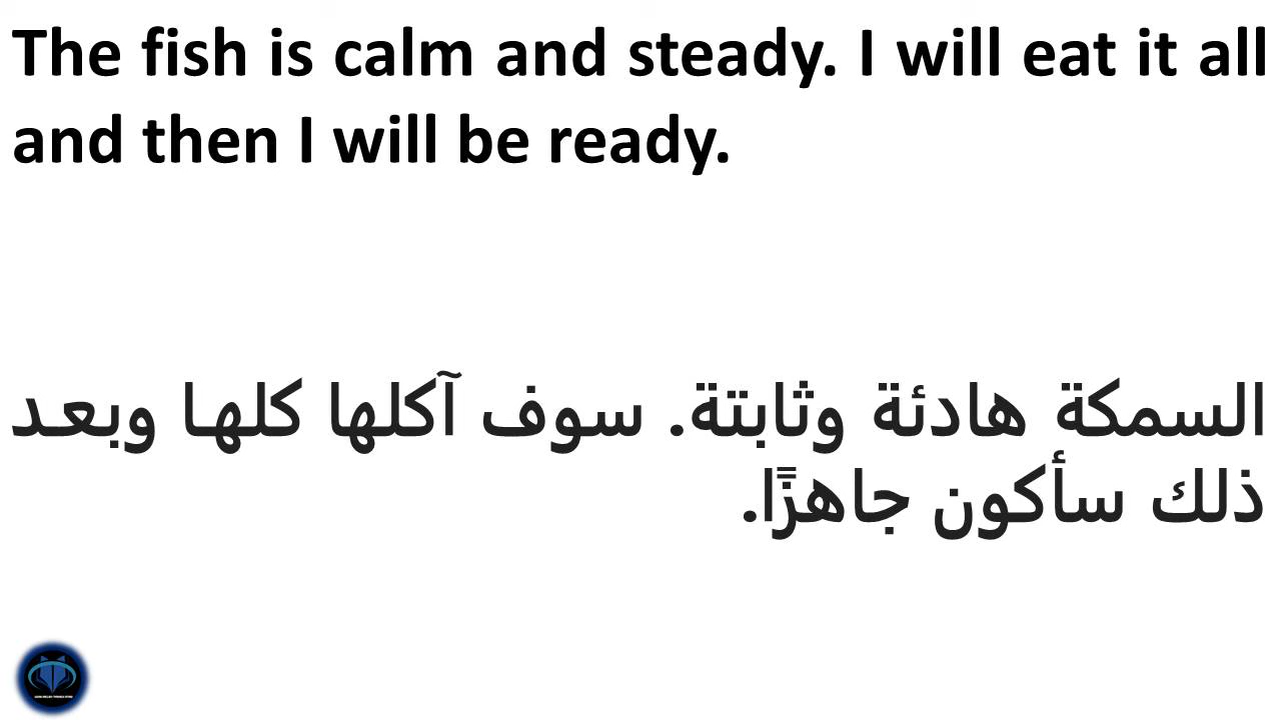 The fish is calm and steady. I will eat it all
and then I will be ready.
السمكة هادئة وثابتة. سوف آكلها كلها وبعد
ذلك سأكون جاهزًا.